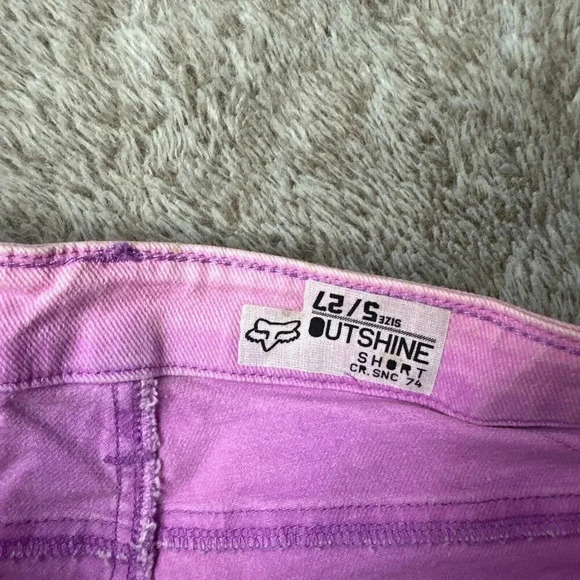 SIZE 5/27
OUTSHINE
SHORT
CR. SNC 74